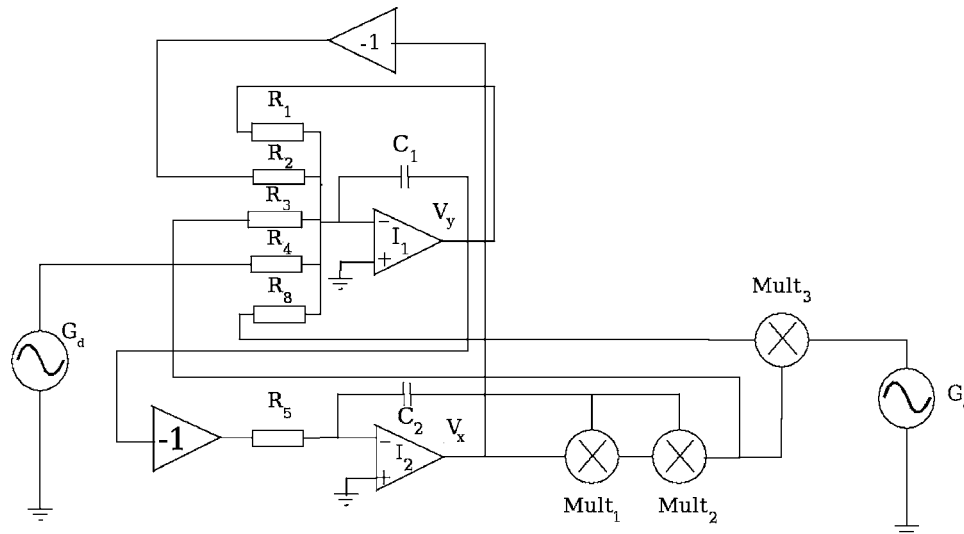 -1
R1
R2
C1
R3
Vy
R4
I1
R8
Mult3
Gd
R5
C2
Vx
-1
I2
G
Mult1
Mult2